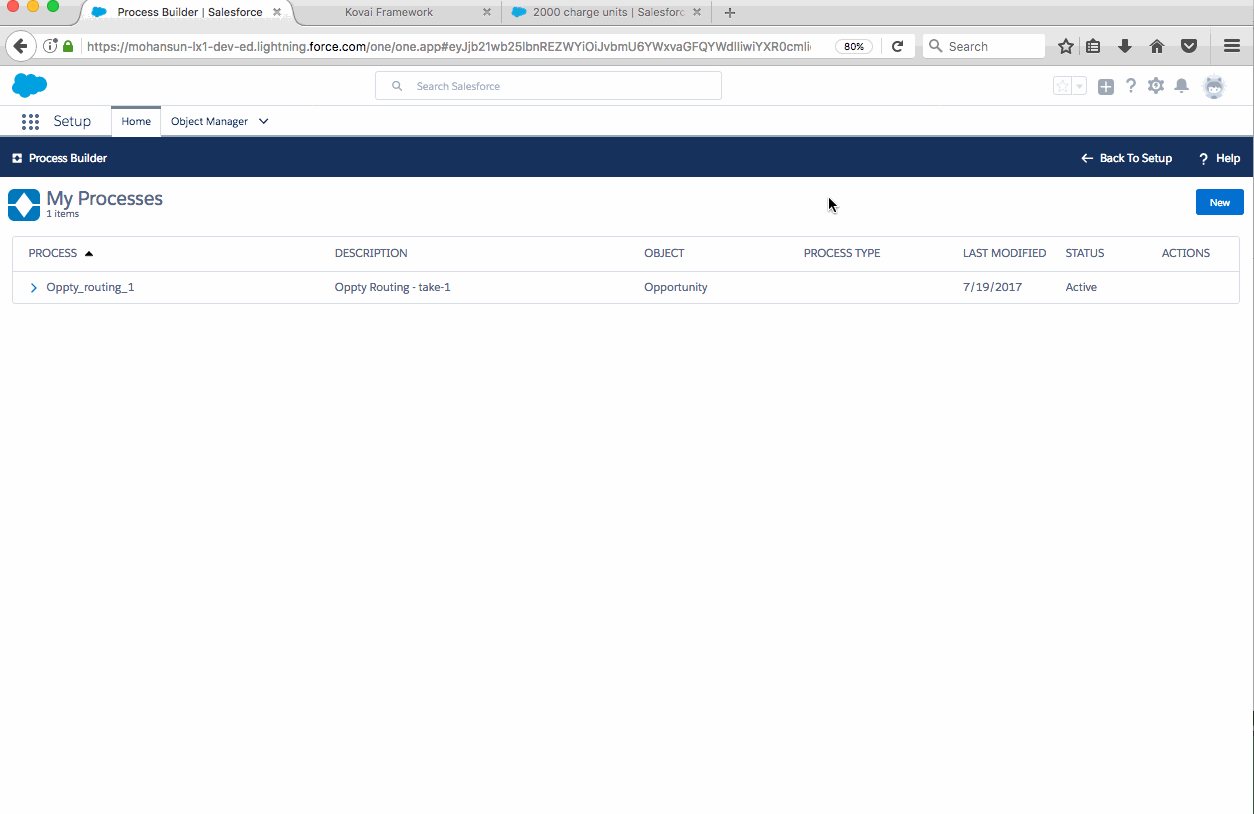 Process Builder | Salesforce
Kovai Framework
2000 charge units | Salesforc
https://mohansun-lx1-dev-ed.lightning.force.com/one/one.app#
80%
Search
Search Salesforce
Setup
Home
Object Manager
Process Builder
Back To Setup
? Help
My Processes
1 items
New
PROCESS DESCRIPTION OBJECT PROCESS TYPE LAST MODIFIED STATUS ACTIONS
Oppty_routing_1 Oppty Routing - take-1 Opportunity 7/19/2017 Active